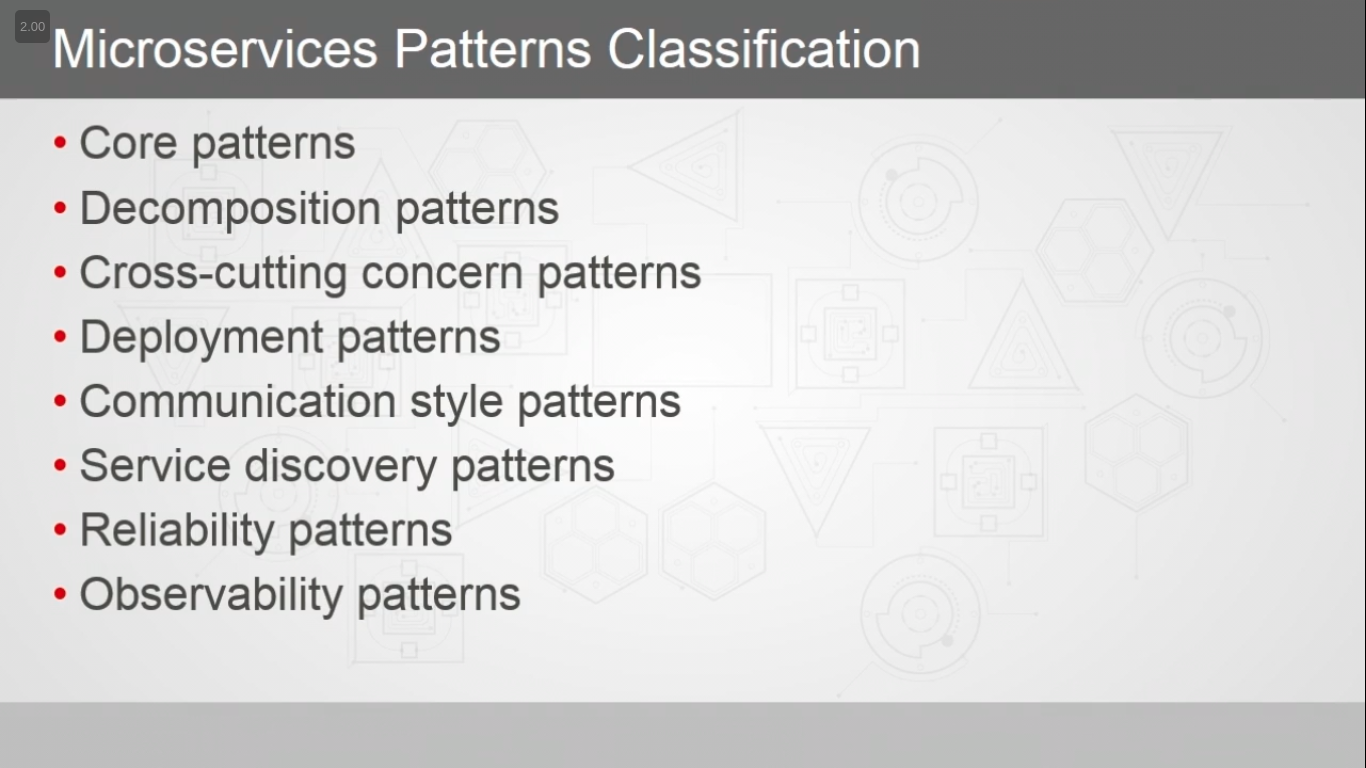 2.00
Microservices Patterns Classification
• Core patterns
• Decomposition patterns
• Cross-cutting concern patterns
• Deployment patterns
• Communication style patterns
• Service discovery patterns
• Reliability patterns
• Observability patterns